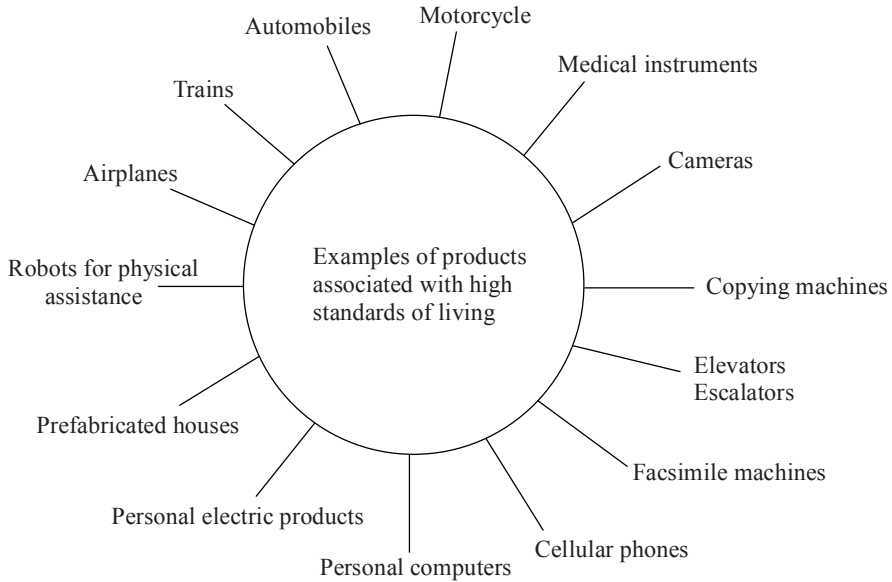 Motorcycle
Automobiles
Medical instruments
Trains
Cameras
Airplanes
Examples of products
associated with high
standards of living
Robots for physical
assistance
Copying machines
Elevators
Escalators
Prefabricated houses
Facsimile machines
Personal electric products
Cellular phones
Personal computers